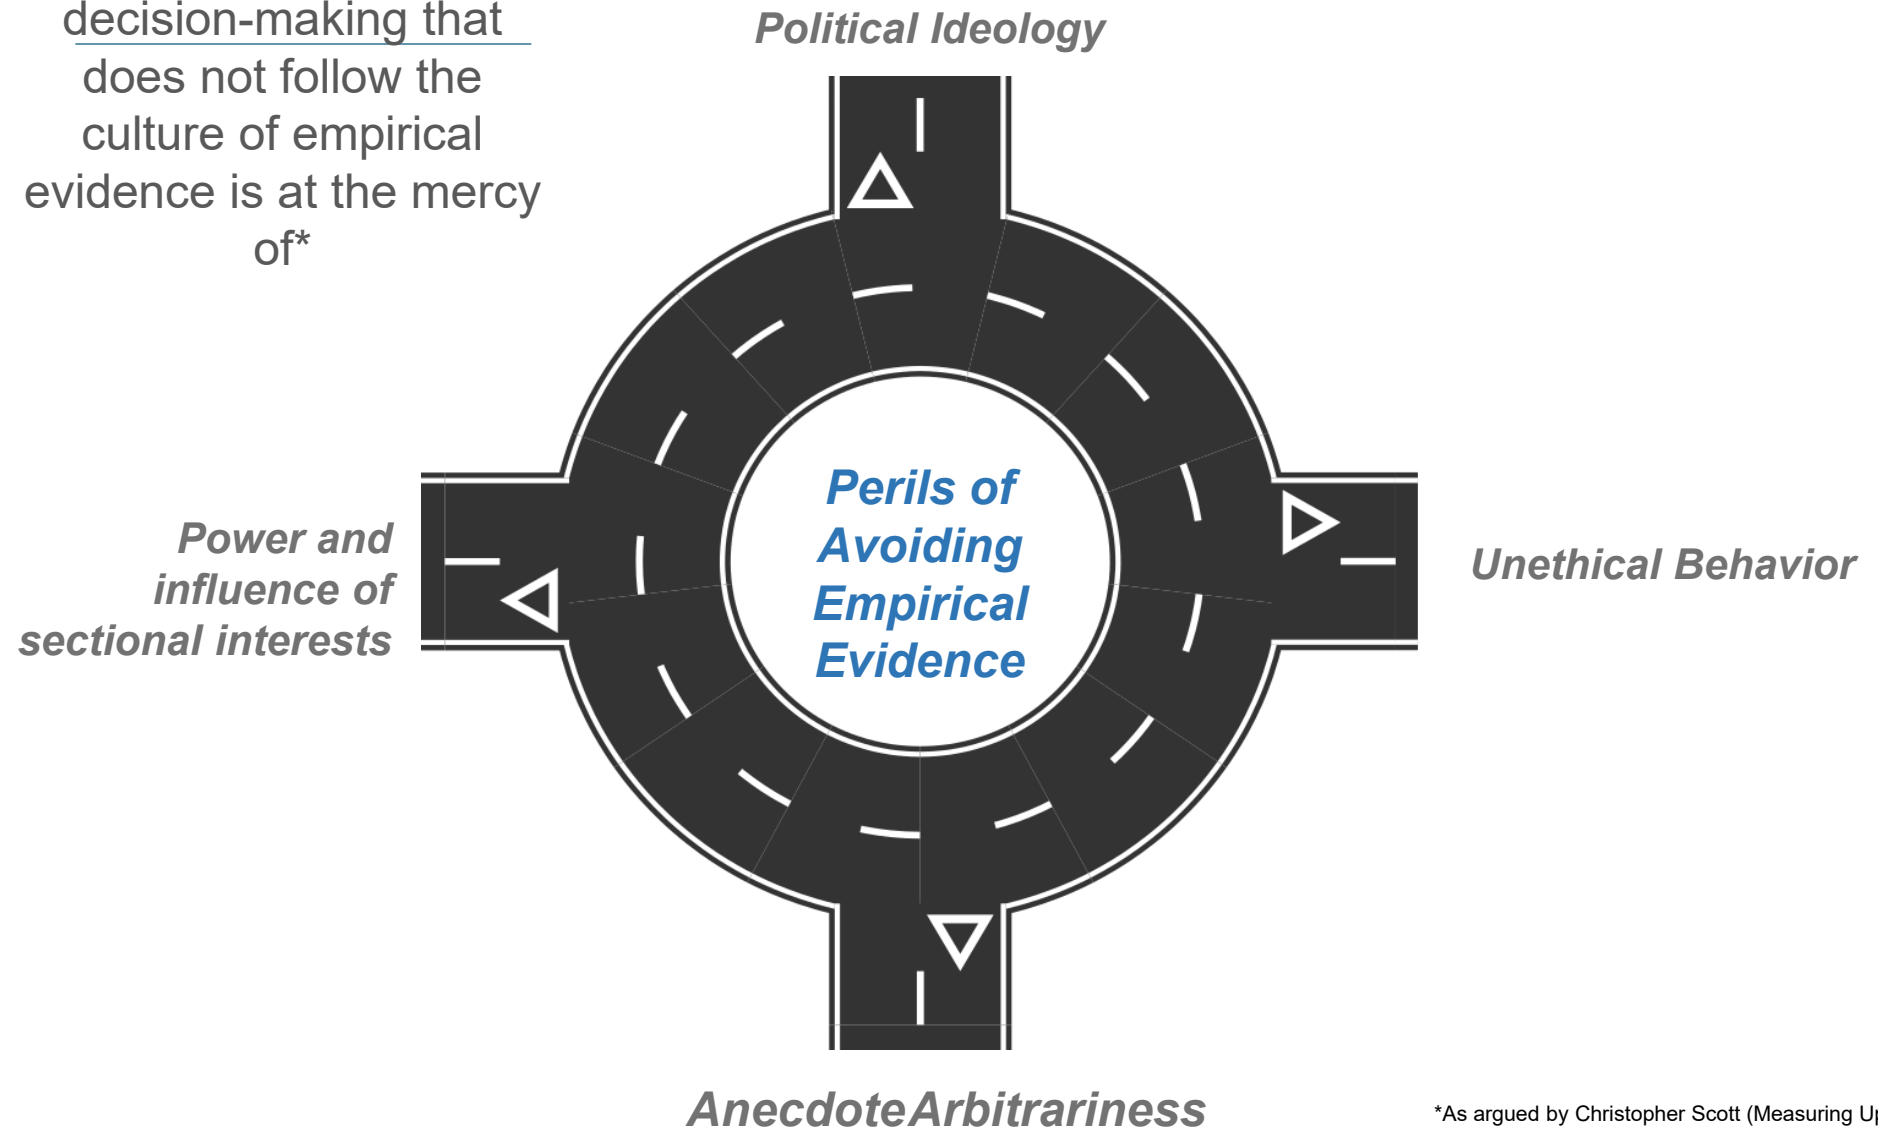 decision-making that
does not follow the
culture of empirical
evidence is at the mercy
of*
Political Ideology
Perils of
Avoiding
Empirical
Evidence
Power and
influence of
sectional interests
Unethical Behavior
AnecdoteArbitrariness
*As argued by Christopher Scott (Measuring Up